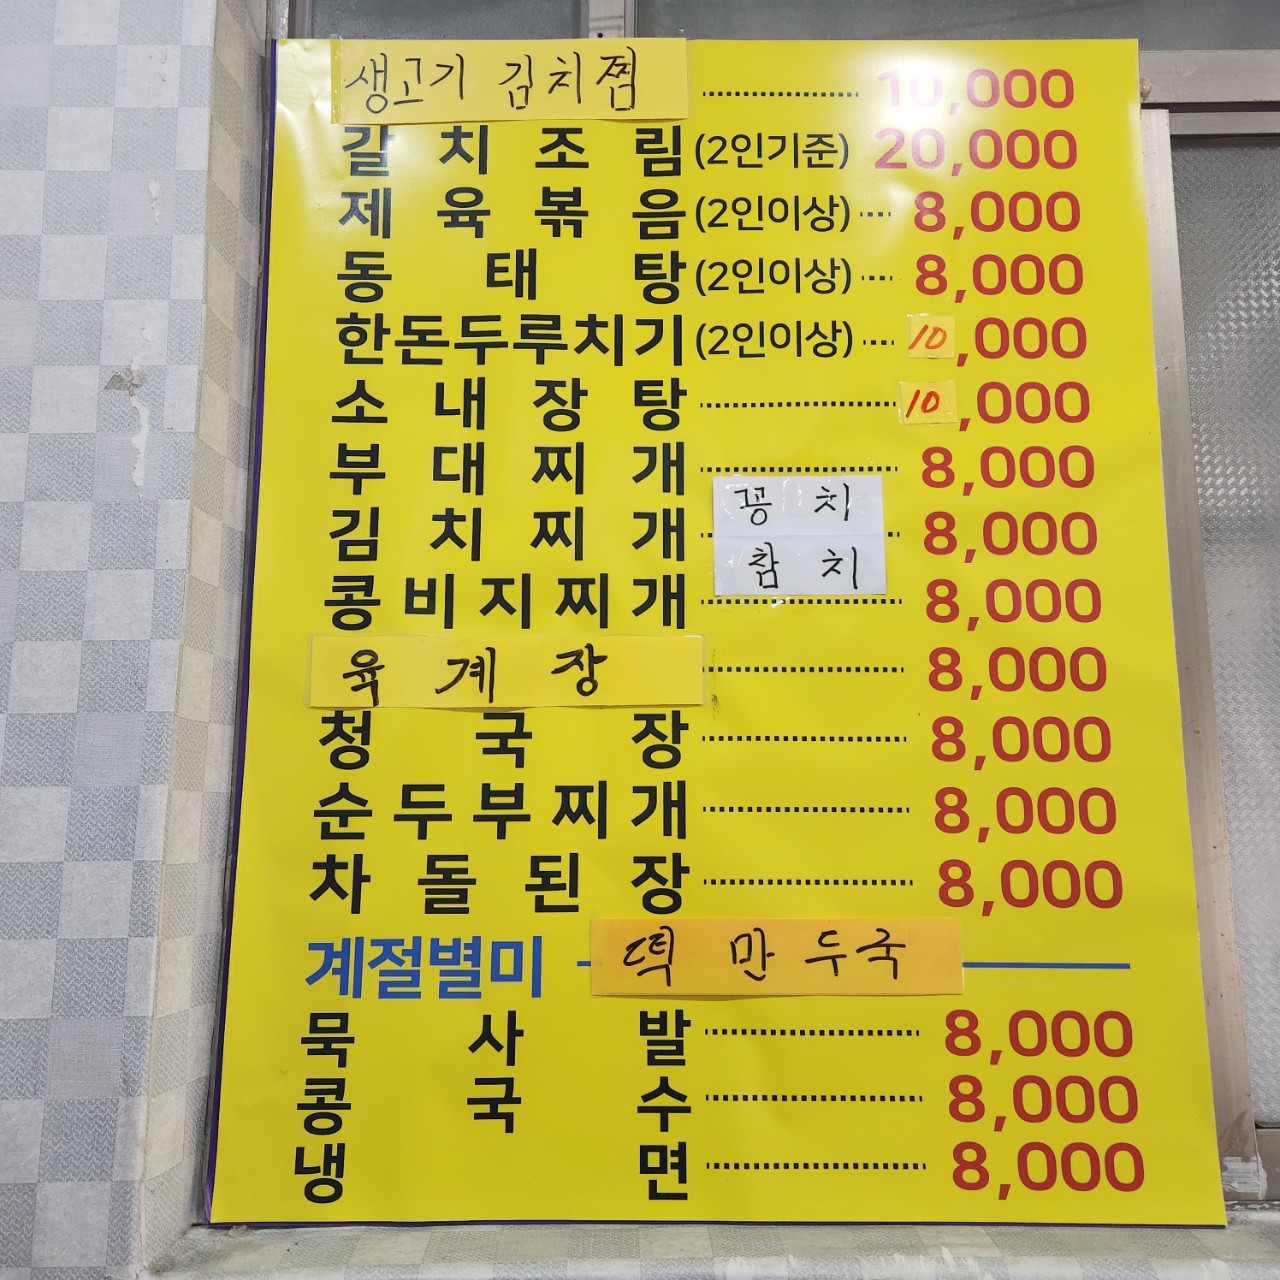 생고기 김치찜 ........ 10,000
갈치조림 (2인기준) 20,000
제육볶음 (2인이상) .... 8,000
동태탕 (2인이상) .... 8,000
한돈두루치기 (2인이상) .... 10,000
소내장탕 ........ 10,000
부대찌개 ........ 8,000
꽁치
김치찌개 ........ 8,000
참치
콩비지찌개 ........ 8,000
육계장 ........ 8,000
청국장 ........ 8,000
순두부찌개 ........ 8,000
차돌된장 ........ 8,000
계절별미 떡만두국
묵사발 ........ 8,000
콩국수 ........ 8,000
냉면 ........ 8,000